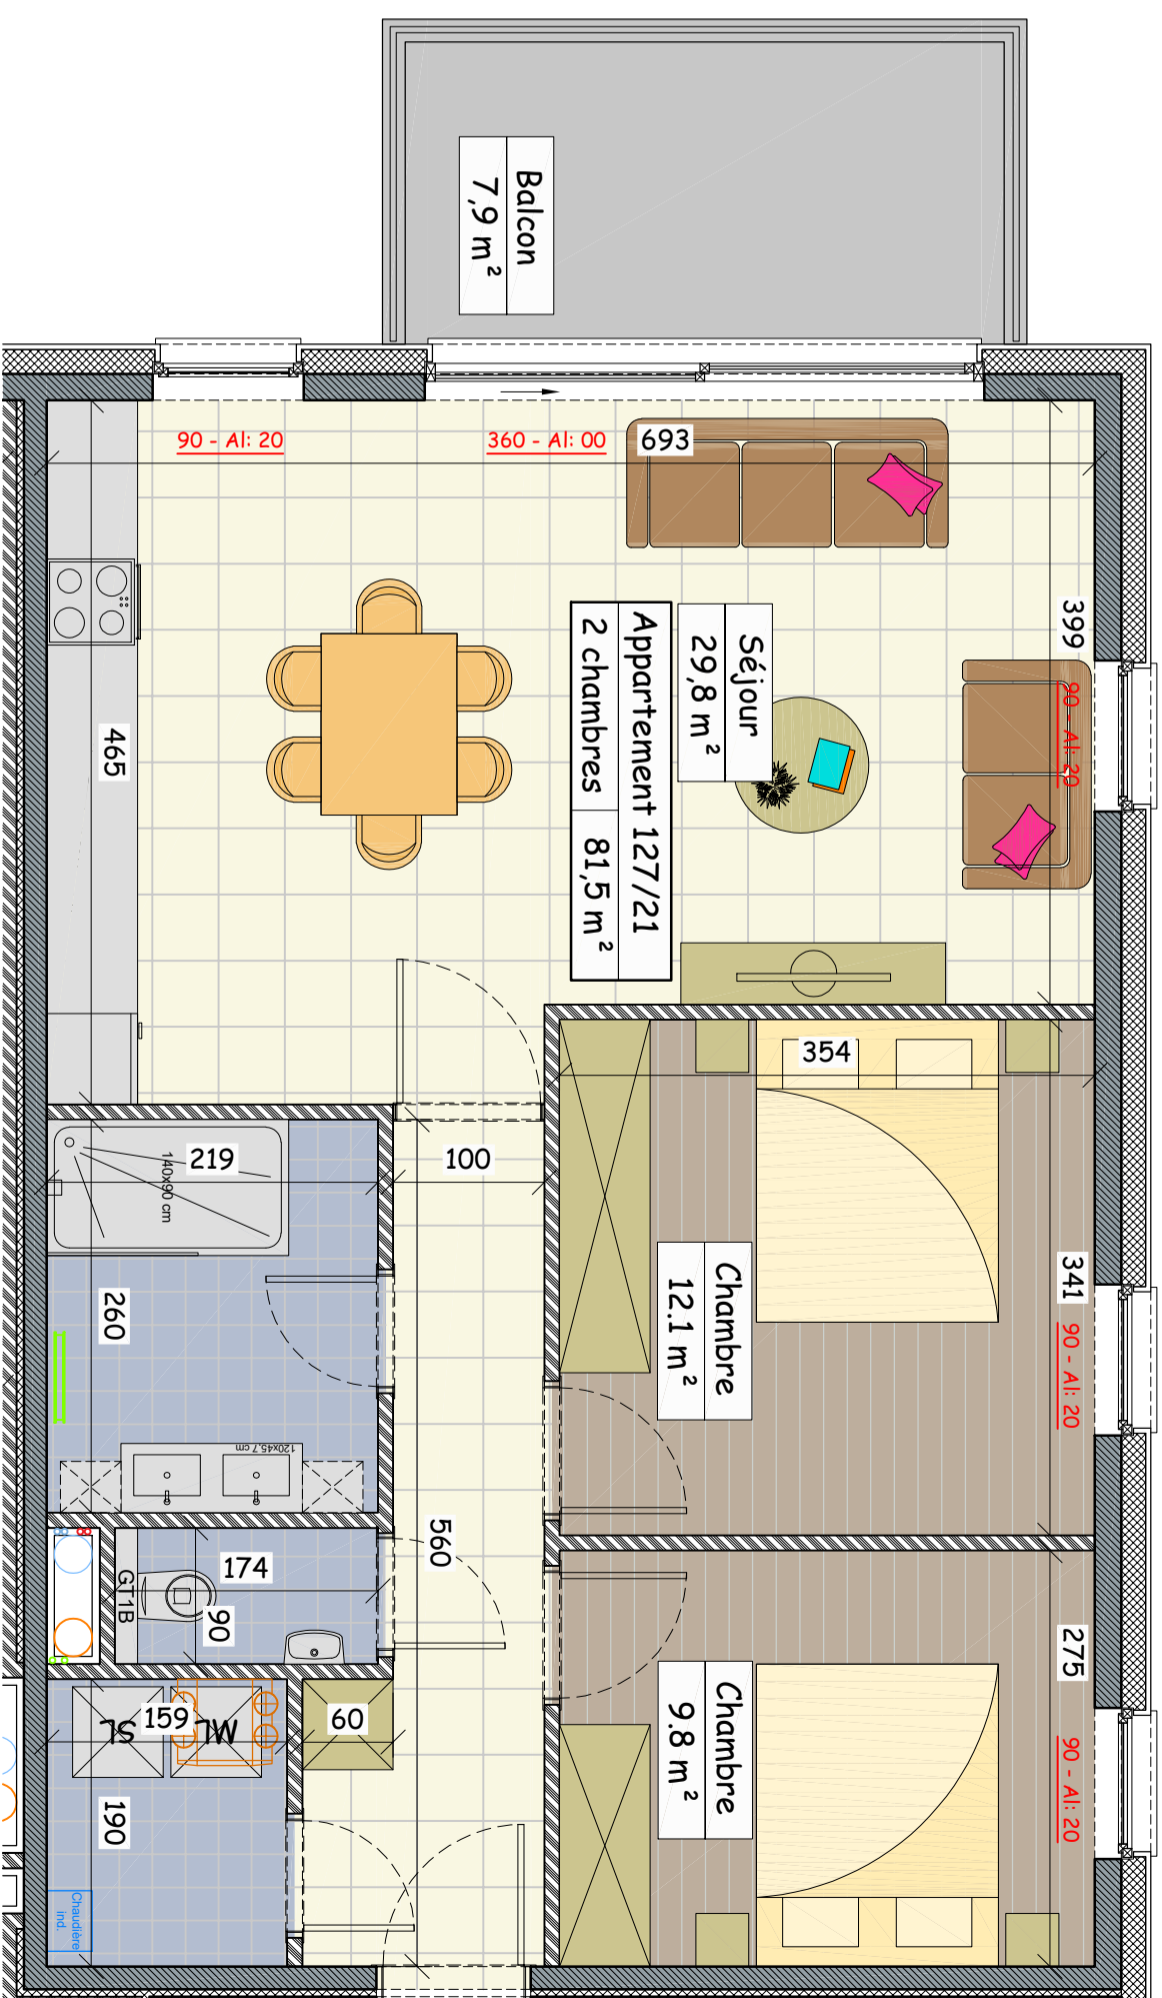 Balcon
7,9 m²
90 - Al: 20
360 - Al: 00
693
399
90 - Al: 20
Séjour
29,8 m²
Appartement 127/21
2 chambres
81,5 m²
465
354
219
100
140x90 cm
341
90 - Al: 20
Chambre
12.1 m²
260
120x45,7 cm
560
174
90
GT1B
275
90 - Al: 20
Chambre
9.8 m²
159
60
SL
ML
190
Chaudière
ind.